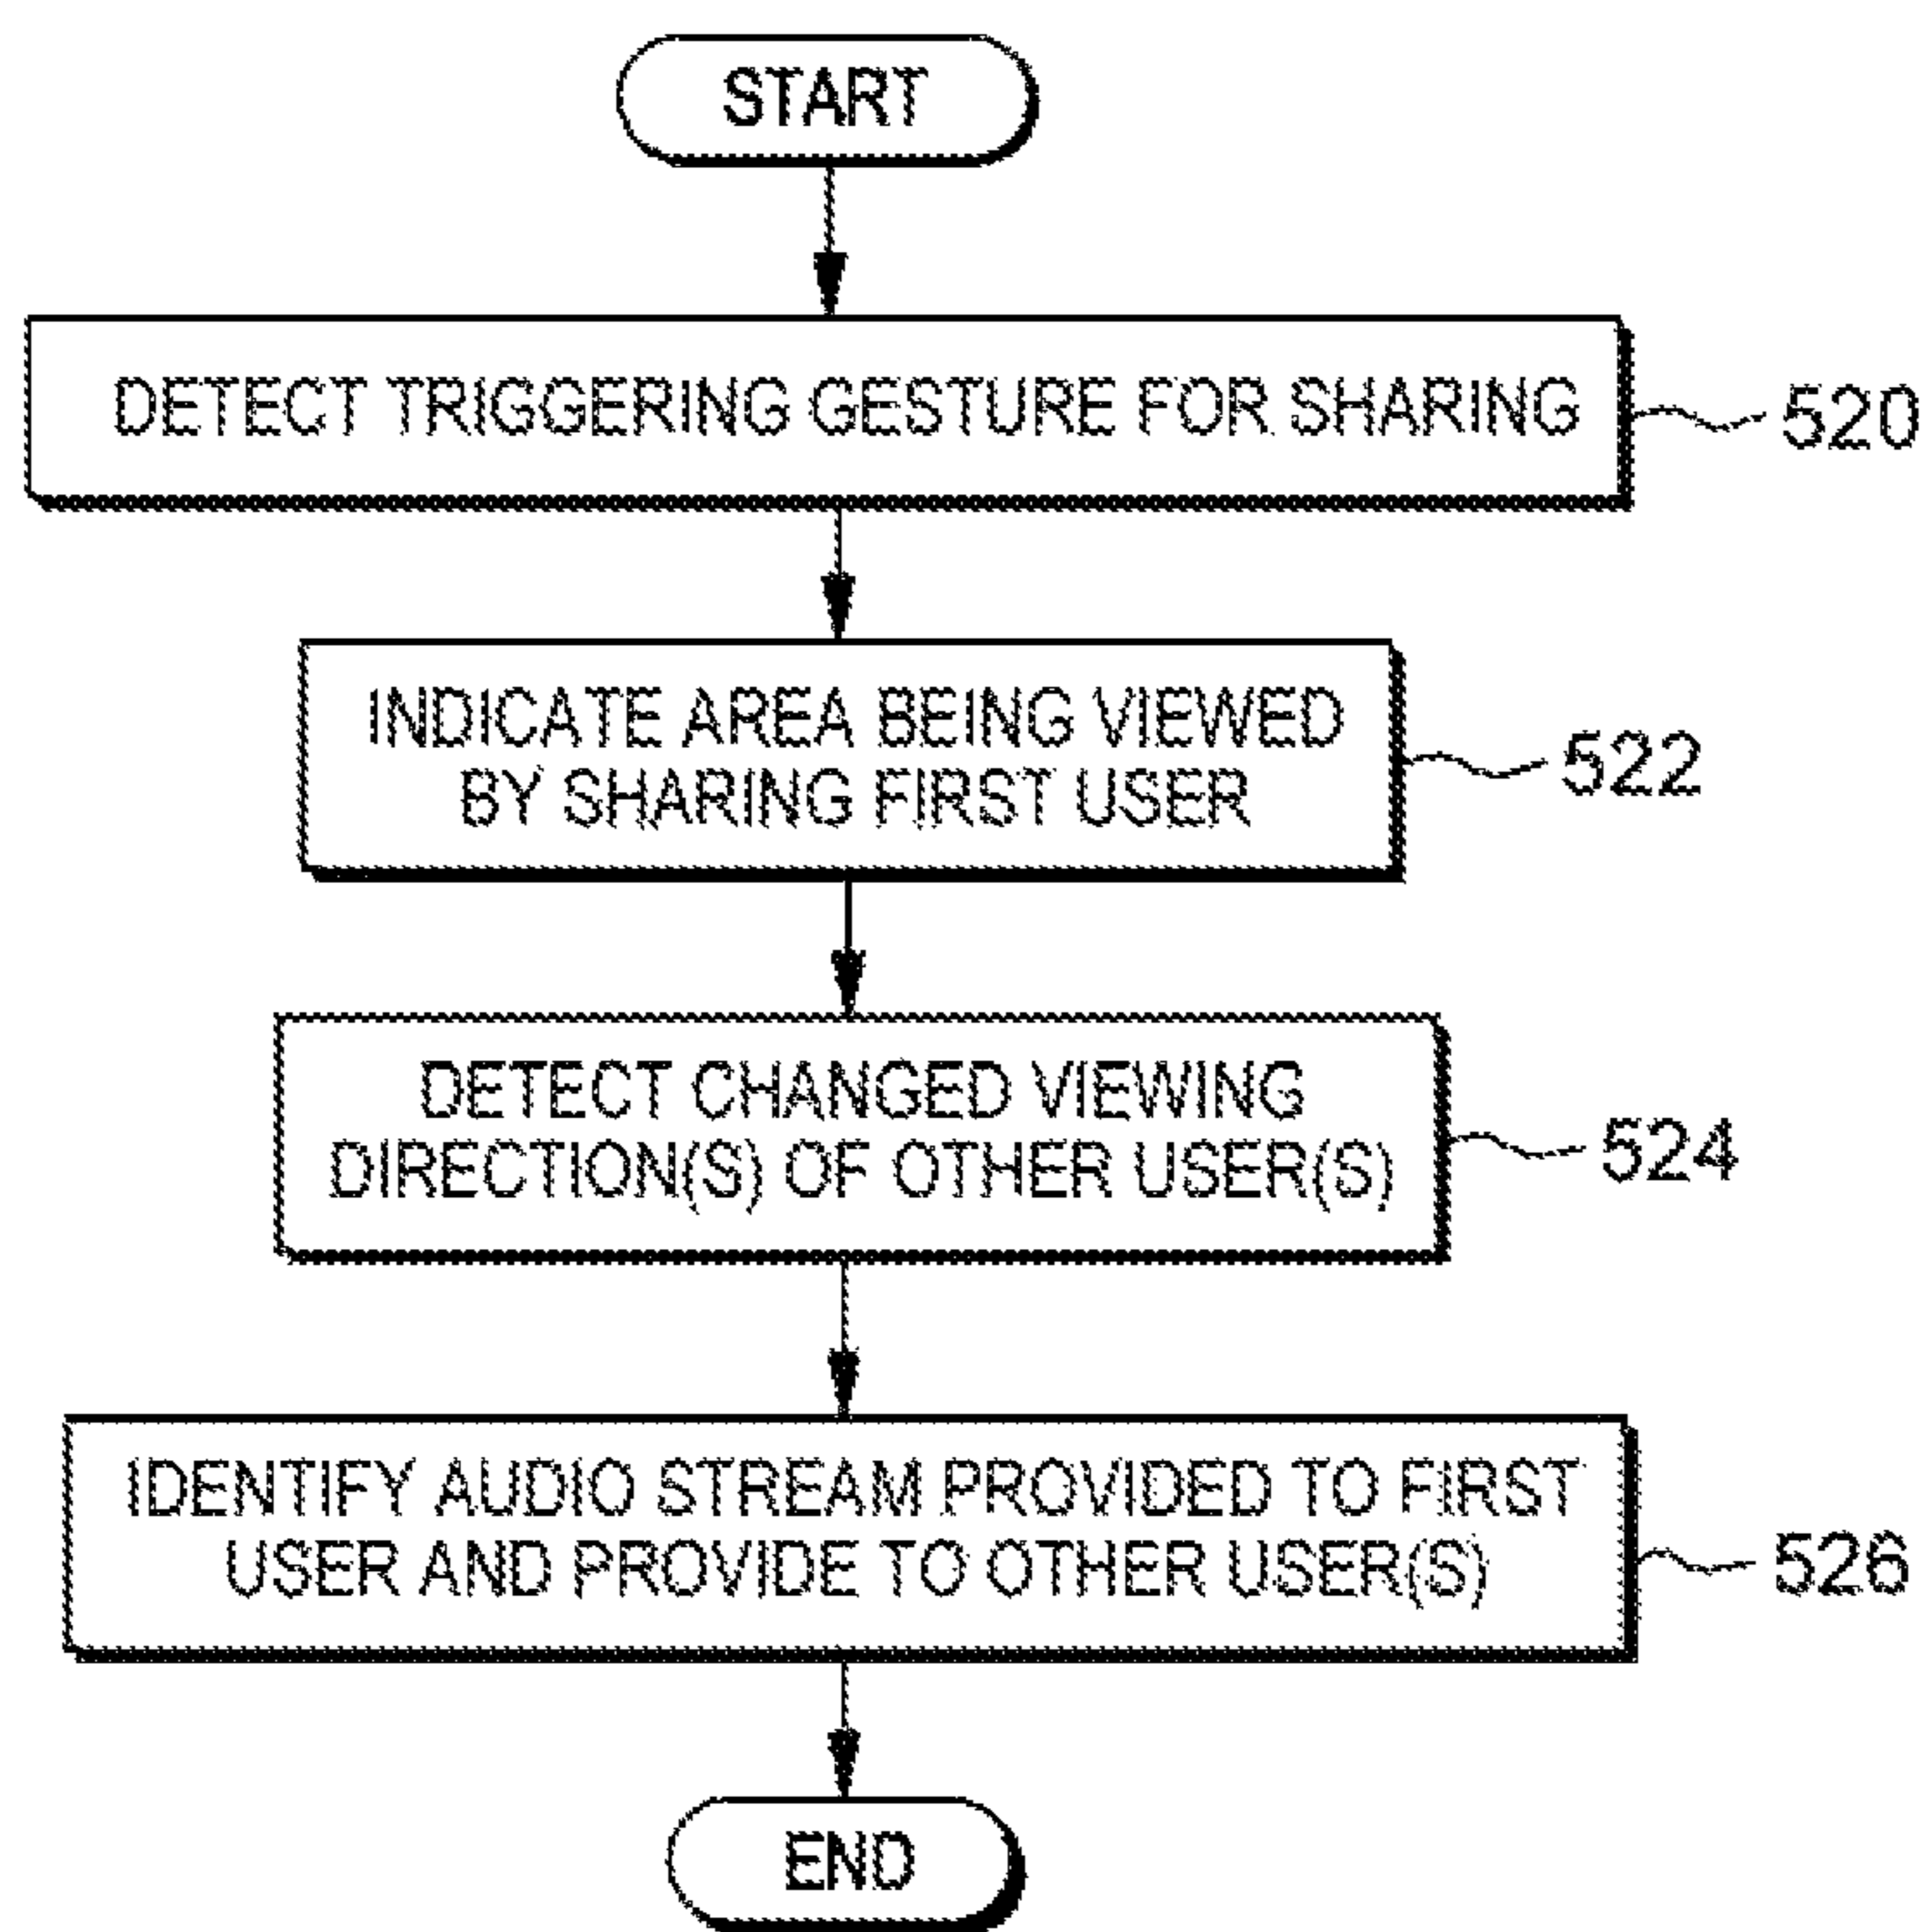 START
DETECT TRIGGERING GESTURE FOR SHARING
520
INDICATE AREA BEING VIEWED
BY SHARING FIRST USER
522
DETECT CHANGED VIEWING
DIRECTION(S) OF OTHER USER(S)
524
IDENTIFY AUDIO STREAM PROVIDED TO FIRST
USER AND PROVIDE TO OTHER USER(S)
526
END